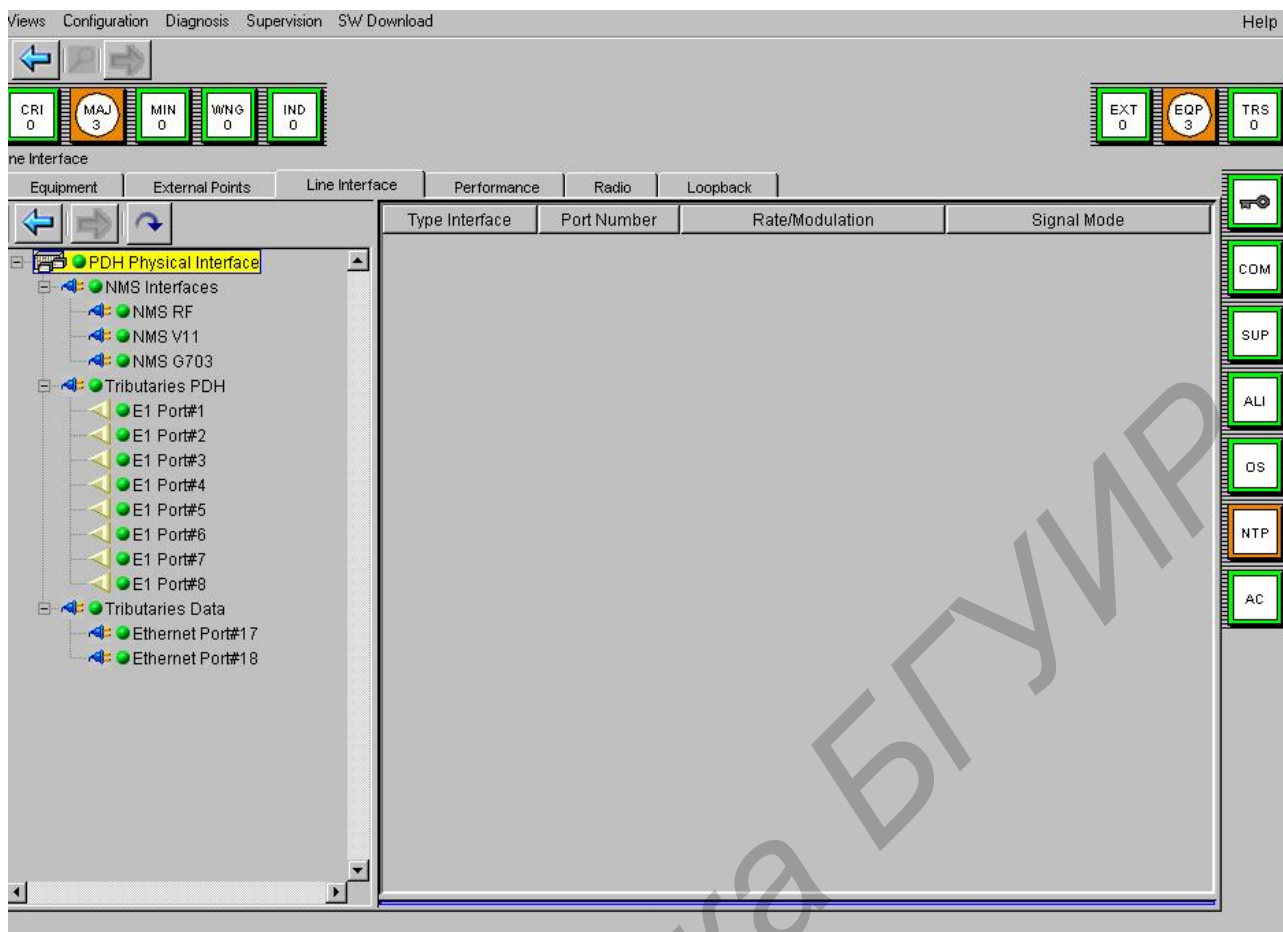 Views Configuration Diagnosis Supervision SW Download Help
CRI 0 MAJ 3 MIN 0 WNG 0 IND 0 EXT 0 EQP 3 TRS 0
ne Interface
Equipment External Points Line Interface Performance Radio Loopback
Type Interface Port Number Rate/Modulation Signal Mode
PDH Physical Interface
NMS Interfaces
NMS RF
NMS V11
NMS G703
Tributaries PDH
E1 Port#1
E1 Port#2
E1 Port#3
E1 Port#4
E1 Port#5
E1 Port#6
E1 Port#7
E1 Port#8
Tributaries Data
Ethernet Port#17
Ethernet Port#18
COM
SUP
ALI
OS
NTP
AC
ка БГУИР